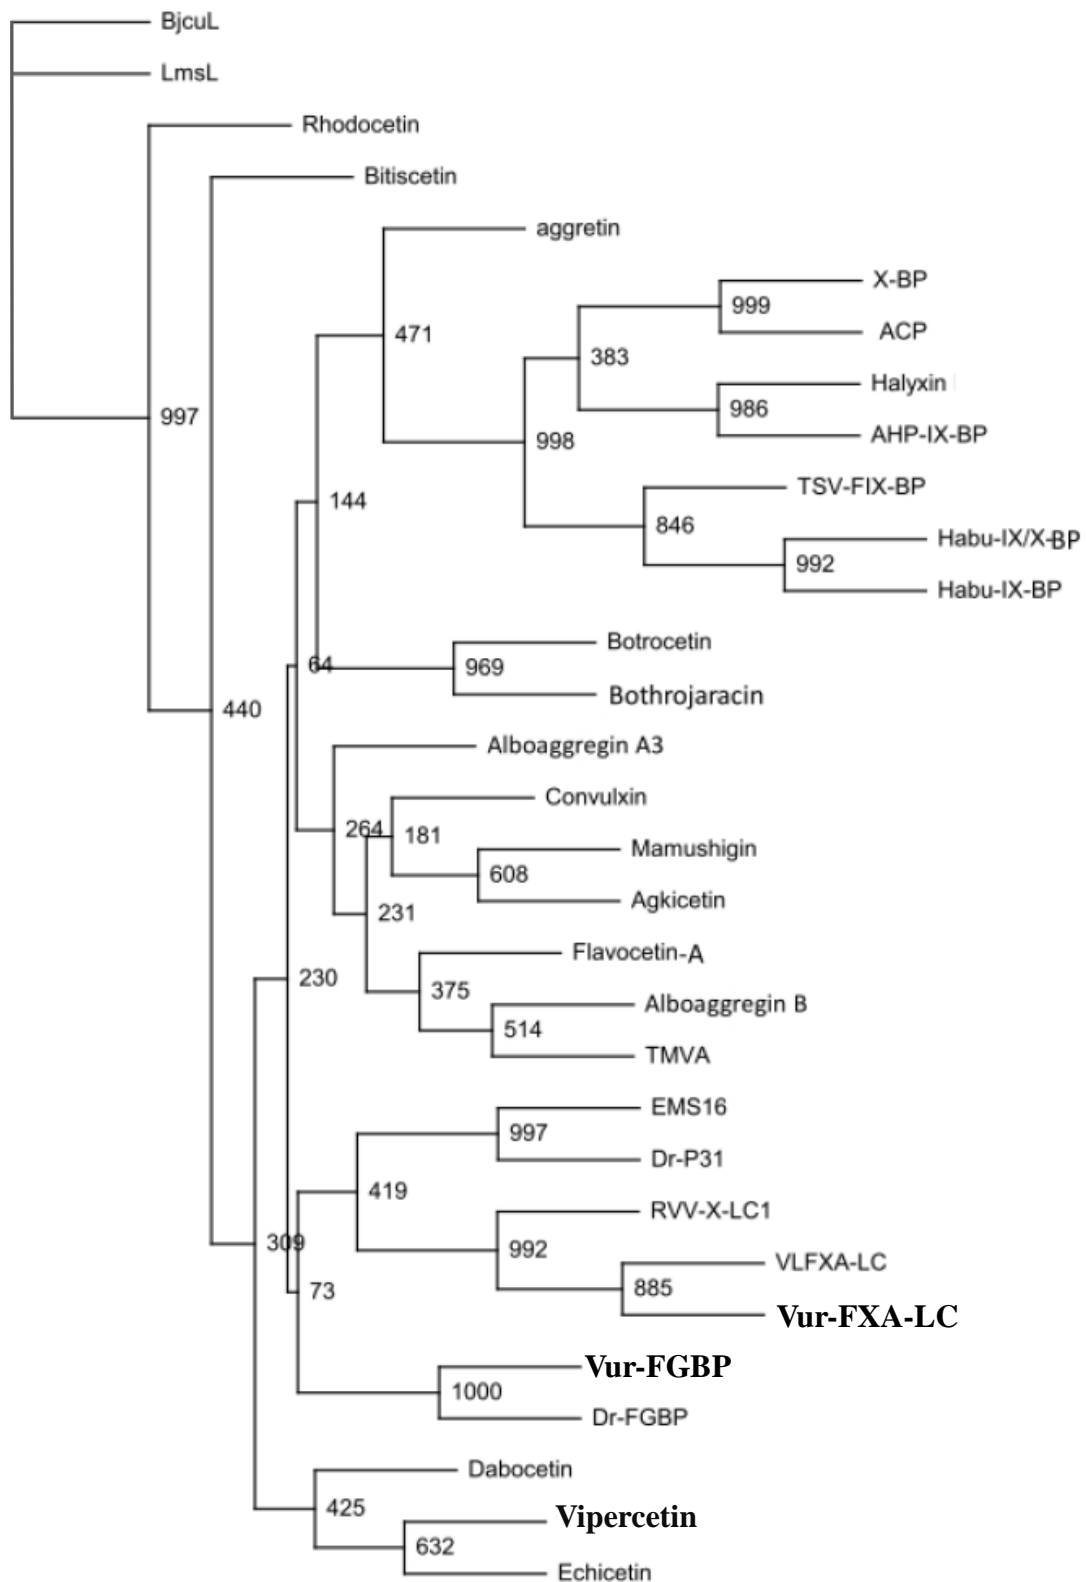 BjcuL
LmsL
Rhodocetin
Bitiscetin
aggretin
X-BP
999
ACP
471
383
Halyxin
986
997
AHP-IX-BP
998
TSV-FIX-BP
144
846
Habu-IX/X-BP
992
Habu-IX-BP
Botrocetin
64
969
Bothrojaracin
440
Alboaggregin A3
Convulxin
264
181
Mamushigin
608
Agkicetin
231
Flavocetin-A
230
375
Alboaggregin B
514
TMVA
EMS16
997
Dr-P31
419
RVV-X-LC1
309
992
VLFXA-LC
885
73
Vur-FXA-LC
Vur-FGBP
1000
Dr-FGBP
Dabocetin
425
Vipercetin
632
Echicetin